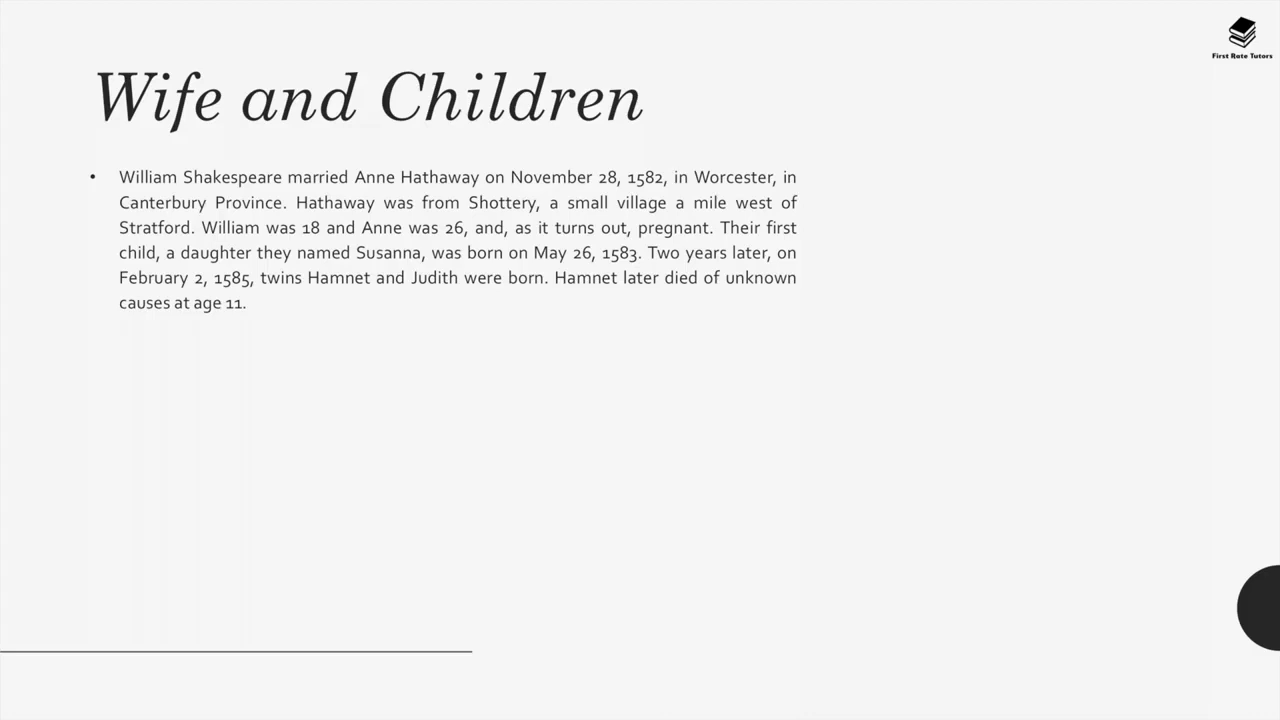 First Rate Tutors
Wife and Children
• William Shakespeare married Anne Hathaway on November 28, 1582, in Worcester, in
Canterbury Province. Hathaway was from Shottery, a small village a mile west of
Stratford. William was 18 and Anne was 26, and, as it turns out, pregnant. Their first
child, a daughter they named Susanna, was born on May 26, 1583. Two years later, on
February 2, 1585, twins Hamnet and Judith were born. Hamnet later died of unknown
causes at age 11.